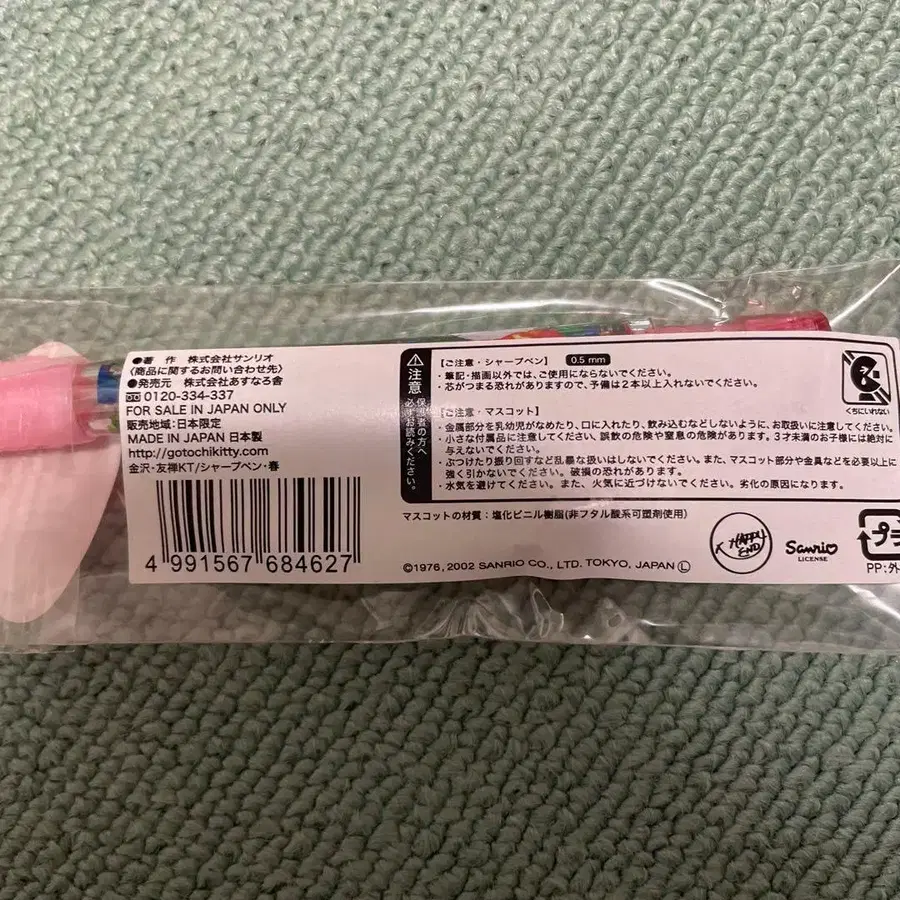 ●著 作 株式会社サンリオ
〈商品に関するお問い合わせ先〉
●発売元 株式会社あすなろ舎
0120-334-337
FOR SALE IN JAPAN ONLY
販売地域:日本限定
MADE IN JAPAN 日本製
http://gotochikitty.com
金沢・友禅KT/シャープペン・春
4 991567 684627
注意
保護者の方へ
必ずお読みください。
【ご注意・シャープペン】 0.5 mm
・筆記・描画以外では、ご使用にならないでください。
・芯がつまる恐れがありますので、予備は2本以上入れないでください。
【ご注意・マスコット】
・金属部分を乳幼児がなめたり、口に入れたり、飲み込むなどしないように、お取扱いに注意してください。
・小さな付属品に注意してください、誤飲の危険や窒息の危険があります。3才未満のお子様には絶対に
与えないでください。
・ぶつけたり振り回すなど乱暴な扱いはしないでください。また、マスコット部分や金具などを必要以上に
強く引かないでください。破損の恐れがあります。
・水気を避けてください。また、火気に近づけないでください。劣化の原因になります。
くちにいれない
マスコットの材質:塩化ビニル樹脂(非フタル酸系可塑剤使用)
©1976, 2002 SANRIO CO., LTD. TOKYO, JAPAN Ⓛ
HAPPY
END
Sanrio
LICENSE
プラ
PP:外